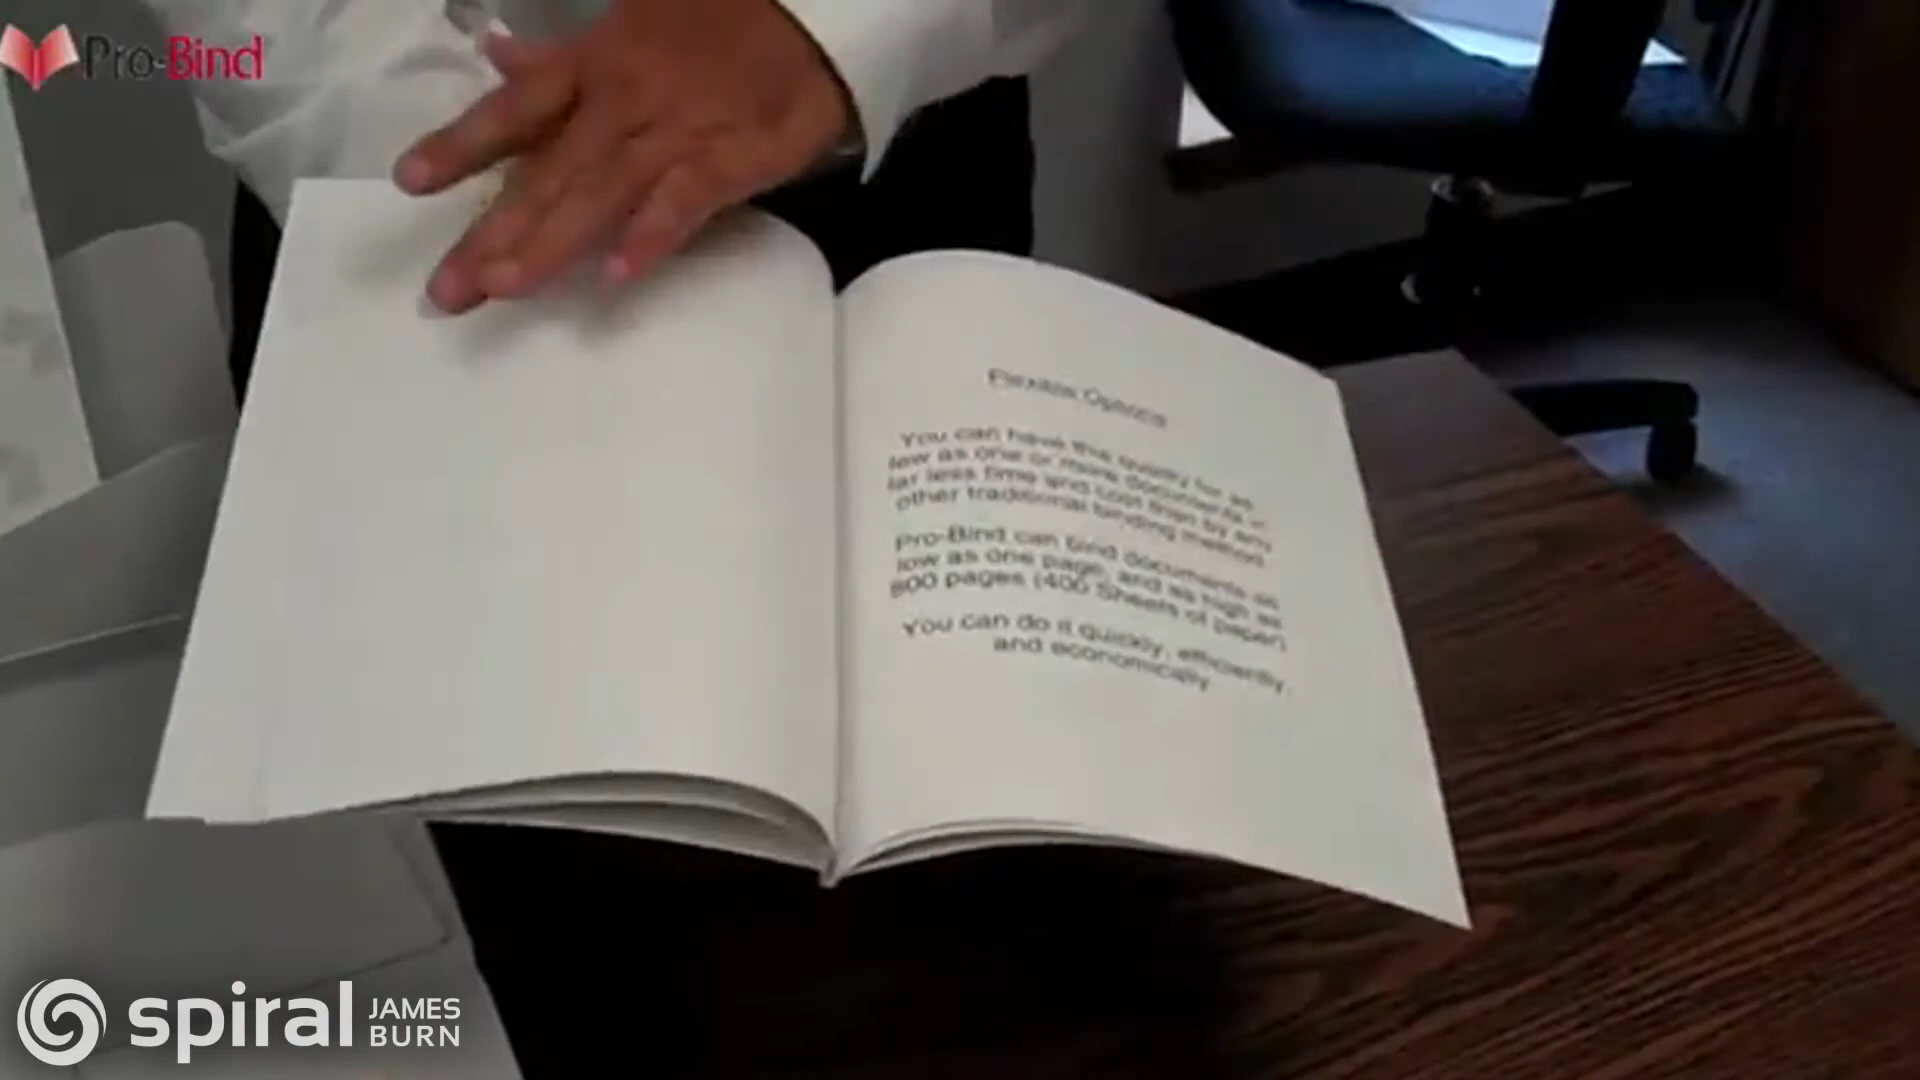 Pro-Bind
Flexible Options
You can have this quality for as
few as one or more documents –
far less time and cost than by any
other traditional binding method.
Pro-Bind can bind documents as
low as one page, and as high as
800 pages (400 Sheets of paper)
You can do it quickly, efficiently,
and economically
spiral JAMES
BURN